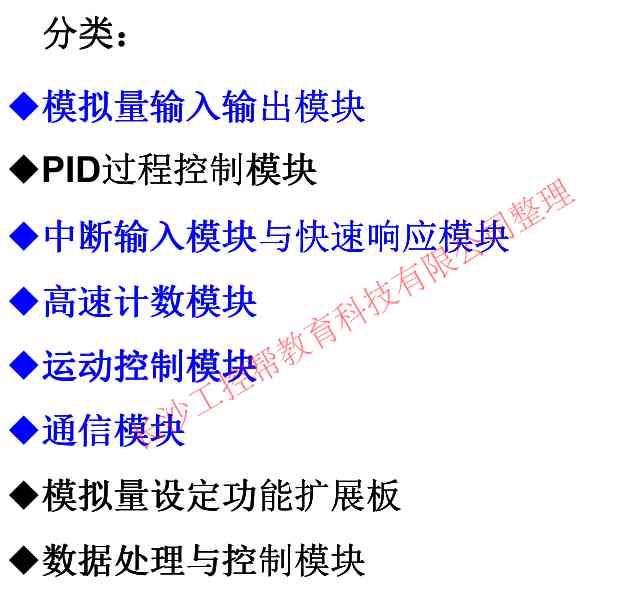 分类：
◆模拟量输入输出模块
◆PID过程控制模块
◆中断输入模块与快速响应模块
◆高速计数模块
◆运动控制模块
◆通信模块
◆模拟量设定功能扩展板
◆数据处理与控制模块
长沙工控帮教育科技有限公司整理